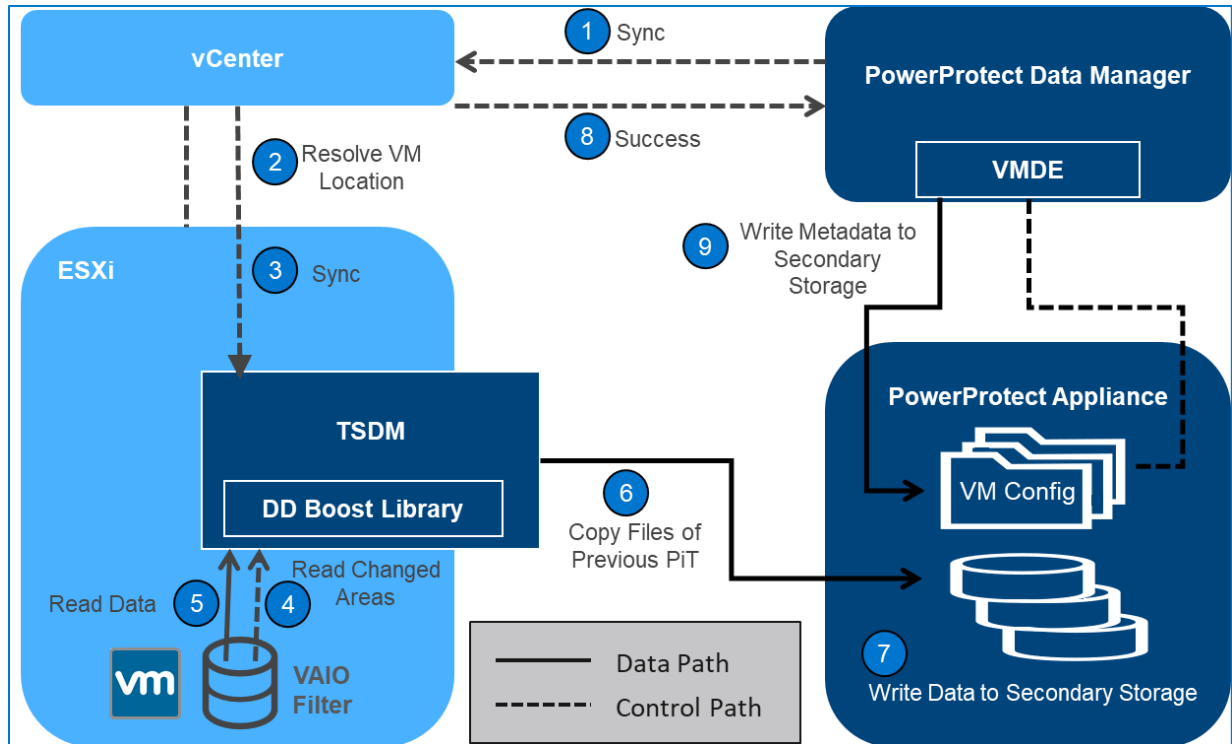 vCenter
1
Sync
PowerProtect Data Manager
8
Success
VMDE
2
Resolve VM
Location
9
Write Metadata to
Secondary
Storage
ESXi
3
Sync
PowerProtect Appliance
TSDM
DD Boost Library
VM Config
6
Copy Files of
Previous PiT
Read Data
5
4
Read Changed
Areas
vm
VAIO
Filter
Data Path
Control Path
7
Write Data to Secondary Storage